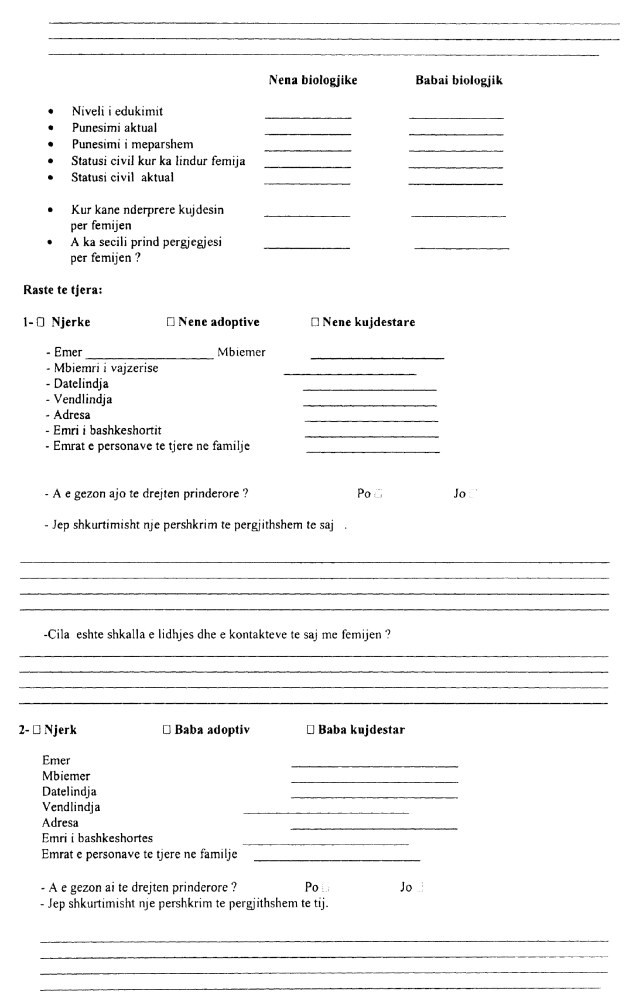 Nena biologjike Babai biologjik
• Niveli i edukimit
• Punesimi aktual
• Punesimi i meparshem
• Statusi civil kur ka lindur femija
• Statusi civil aktual
• Kur kane nderprere kujdesin
per femijen
• A ka secili prind pergjegjesi
per femijen ?
Raste te tjera:
1- □ Njerke □ Nene adoptive □ Nene kujdestare
- Emer ____________________ Mbiemer ____________________
- Mbiemri i vajzerise
- Datelindja
- Vendlindja
- Adresa
- Emri i bashkeshortit
- Emrat e personave te tjere ne familje
- A e gezon ajo te drejten prinderore ? Po □ Jo □
- Jep shkurtimisht nje pershkrim te pergjithshem te saj .
-Cila eshte shkalla e lidhjes dhe e kontakteve te saj me femijen ?
2- □ Njerk □ Baba adoptiv □ Baba kujdestar
Emer
Mbiemer
Datelindja
Vendlindja
Adresa
Emri i bashkeshortes
Emrat e personave te tjere ne familje
- A e gezon ai te drejten prinderore ? Po □ Jo □
- Jep shkurtimisht nje pershkrim te pergjithshem te tij.